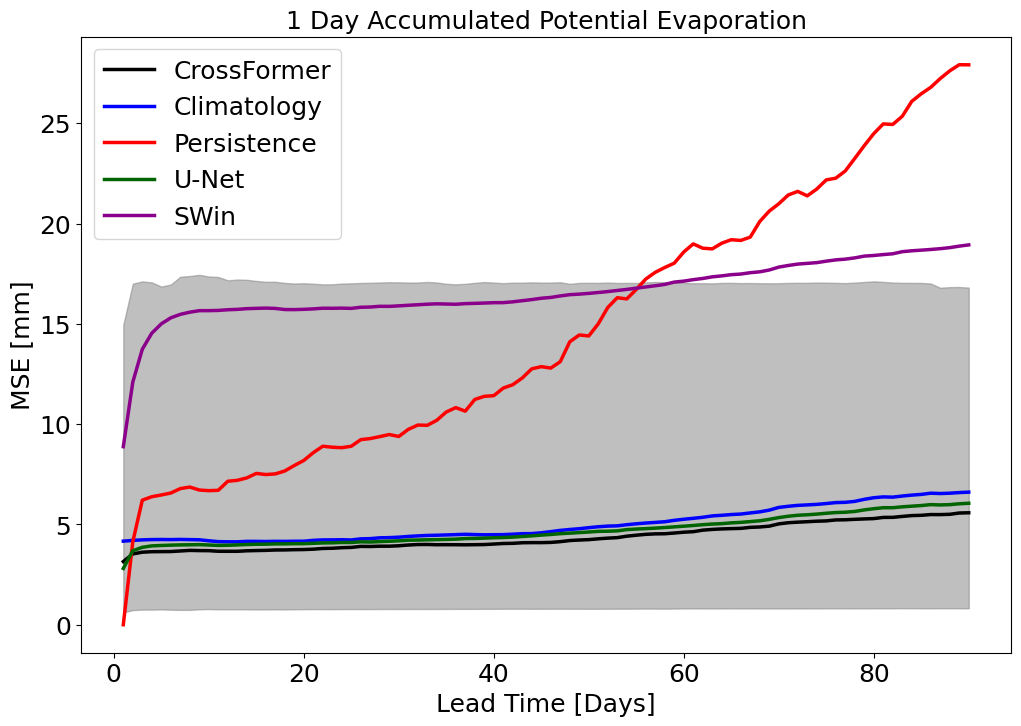 1 Day Accumulated Potential Evaporation
CrossFormer
Climatology
Persistence
U-Net
SWin
MSE [mm]
25
20
15
10
5
0
0 20 40 60 80
Lead Time [Days]